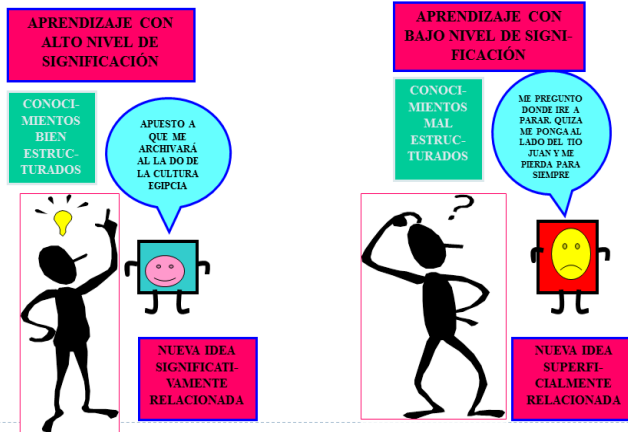 APRENDIZAJE CON
ALTO NIVEL DE
SIGNIFICACIÓN
CONOCI-
MIENTOS
BIEN
ESTRUC-
TURADOS
APUESTO A
QUE ME
ARCHIVARÁ
AL LA DO DE
LA CULTURA
EGIPCIA
NUEVA IDEA
SIGNIFICATI-
VAMENTE
RELACIONADA
APRENDIZAJE CON
BAJO NIVEL DE SIGNI-
FICACIÓN
CONOCI-
MIENTOS
MAL
ESTRUC-
TURADOS
ME PREGUNTO
DONDE IRE A
PARAR. QUIZA
ME PONGA AL
LADO DEL TIO
JUAN Y ME
PIERDA PARA
SIEMPRE
?
NUEVA IDEA
SUPERFI-
CIALMENTE
RELACIONADA